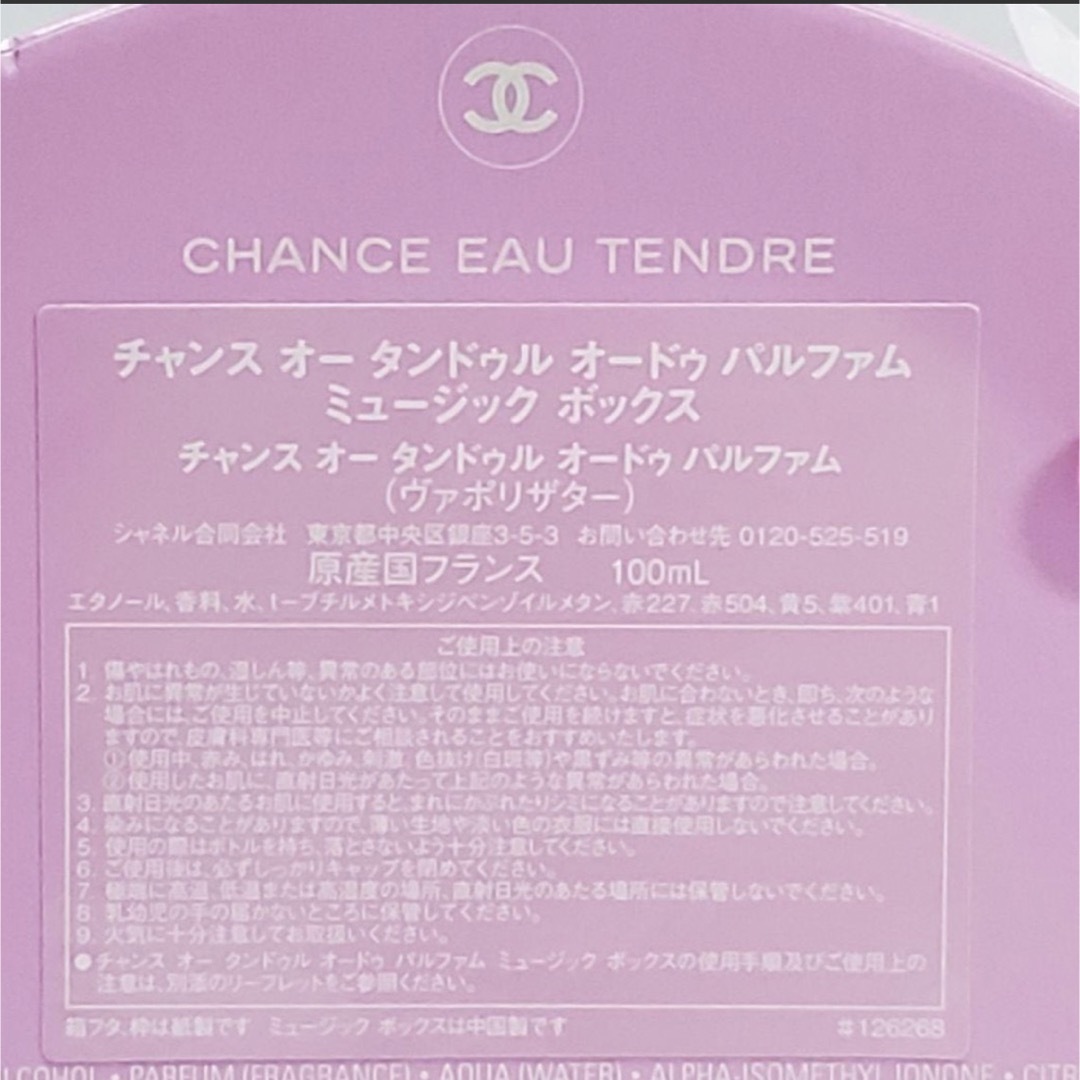 CHANCE EAU TENDRE
チャンス オー タンドゥル オードゥ パルファム
ミュージック ボックス
チャンス オー タンドゥル オードゥ パルファム
(ヴァポリザター)
シャネル合同会社 東京都中央区銀座3-5-3 お問い合わせ先 0120-525-519
原産国フランス 100mL
エタノール、香料、水、t-ブチルメトキシジベンゾイルメタン、赤227、赤504、黄5、紫401、青1
ご使用上の注意
1. 傷やはれもの、湿しん等、異常のある部位にはお使いにならないでください。
2. お肌に異常が生じていないかよく注意して使用してください。お肌に合わないとき、即ち、次のような
場合には、ご使用を中止してください。そのままご使用を続けますと、症状を悪化させることがあり
ますので、皮膚科専門医等にご相談されることをおすすめいたします。
①使用中、赤み、はれ、かゆみ、刺激、色抜け(白斑等)や黒ずみ等の異常があらわれた場合。
②使用したお肌に、直射日光があたって上記のような異常があらわれた場合。
3. 直射日光のあたるお肌に使用すると、まれにかぶれたりシミになることがありますので注意してください。
4. 染みになることがありますので、薄い生地や淡い色の衣服には直接使用しないでください。
5. 使用の際はボトルを持ち、落とさないよう十分注意してください。
6. ご使用後は、必ずしっかりキャップを閉めてください。
7. 極端に高温、低温または高湿度の場所、直射日光のあたる場所には保管しないでください。
8. 乳幼児の手の届かないところに保管してください。
9. 火気に十分注意してお取扱いください。
●チャンス オー タンドゥル オードゥ パルファム ミュージック ボックスの使用手順及びご使用上の
注意は、別添のリーフレットをご参照ください。
箱フタ、枠は紙製です ミュージック ボックスは中国製です #126268
ALCOHOL • PARFUM (FRAGRANCE) • AQUA (WATER) • ALPHA-ISOMETHYL IONONE • CITR